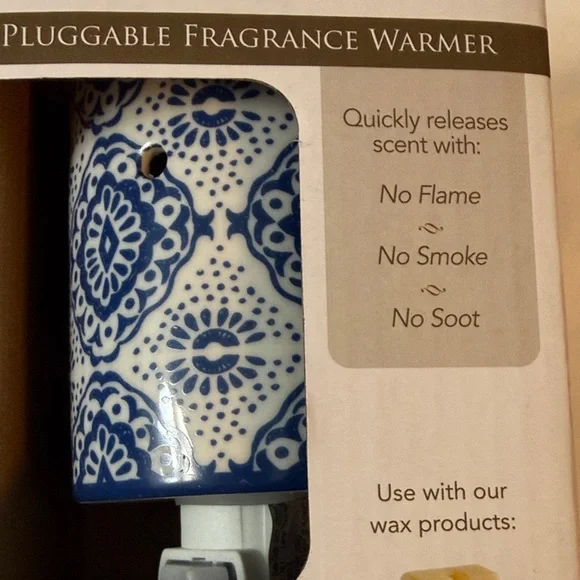 PLUGGABLE FRAGRANCE WARMER
Quickly releases
scent with:
No Flame
No Smoke
No Soot
Use with our
wax products: